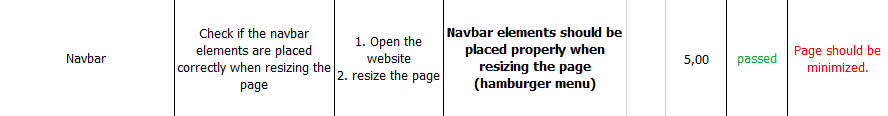 Navbar
Check if the navbar
elements are placed
correctly when resizing the
page
1. Open the
website
2. resize the page
Navbar elements should be
placed properly when
resizing the page
(hamburger menu)
5,00
passed
Page should be
minimized.